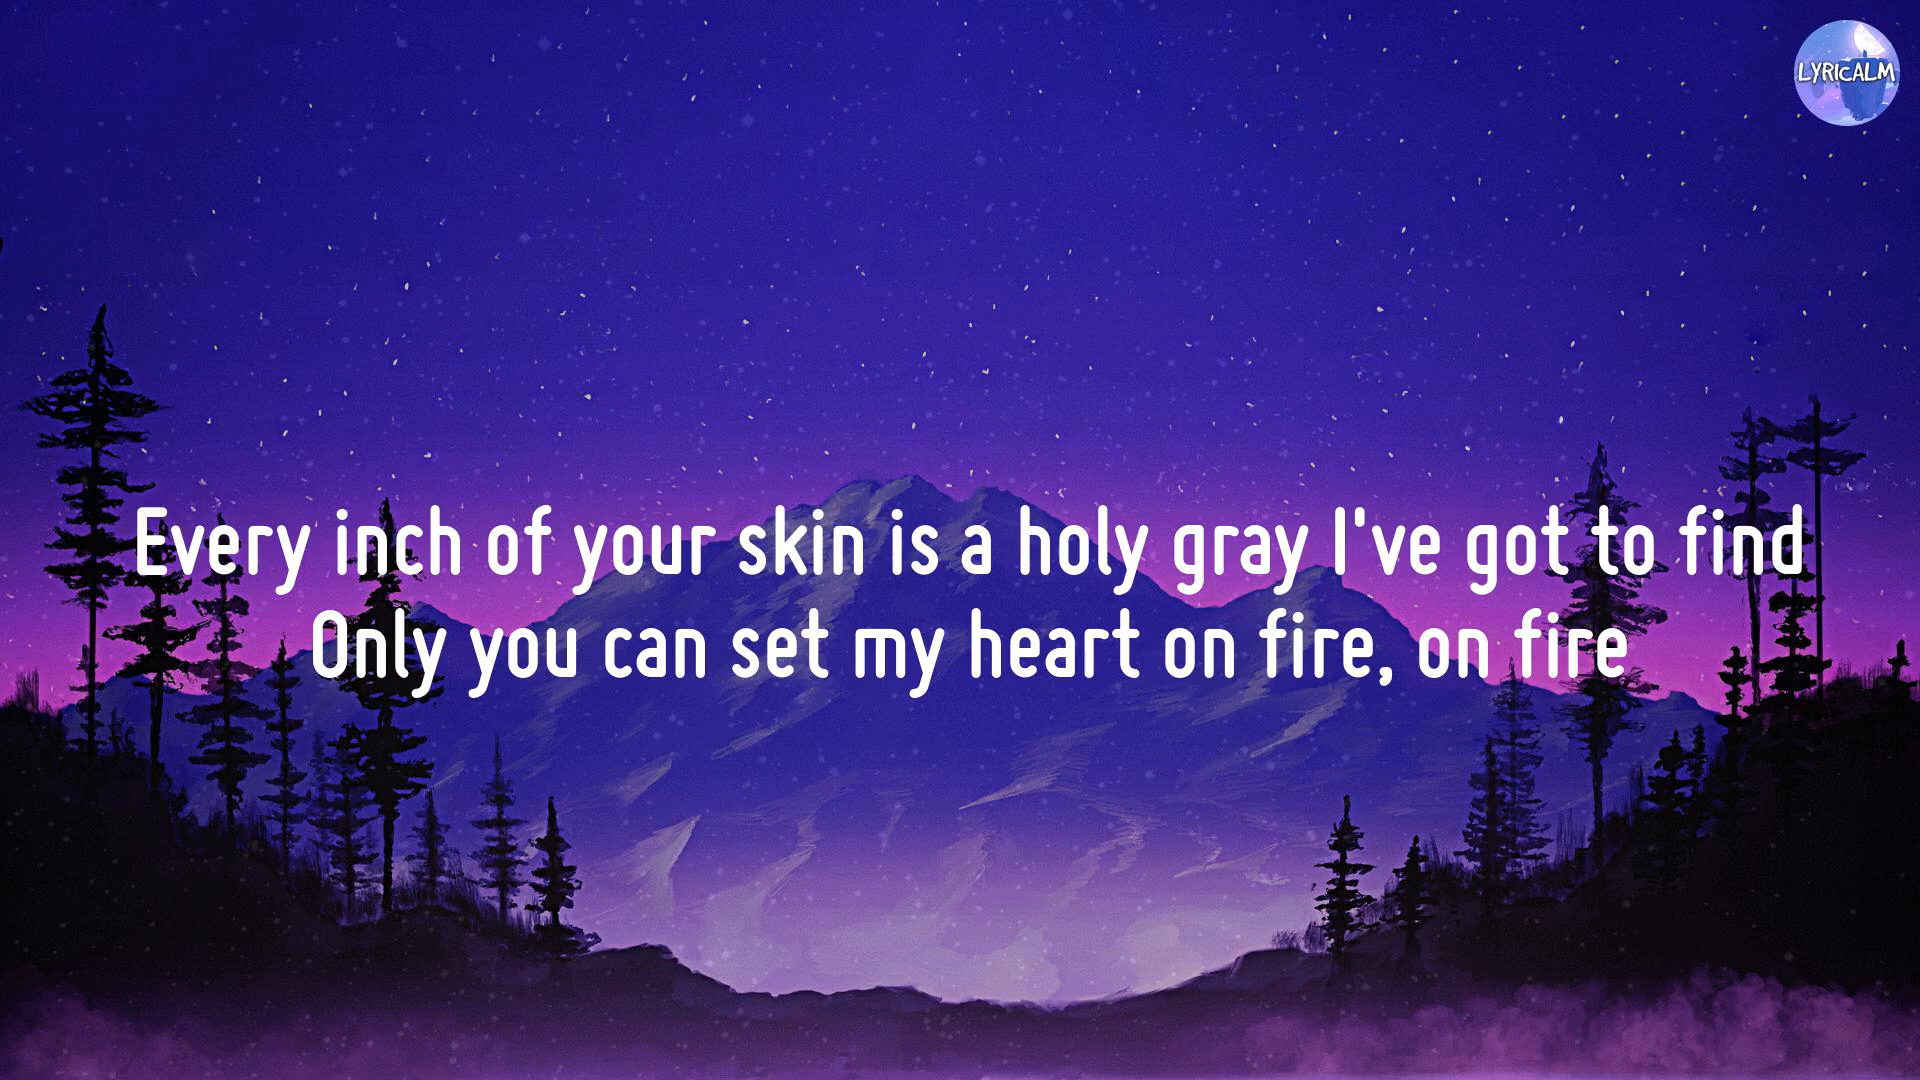 LYRICALM
Every inch of your skin is a holy gray I've got to find
Only you can set my heart on fire, on fire